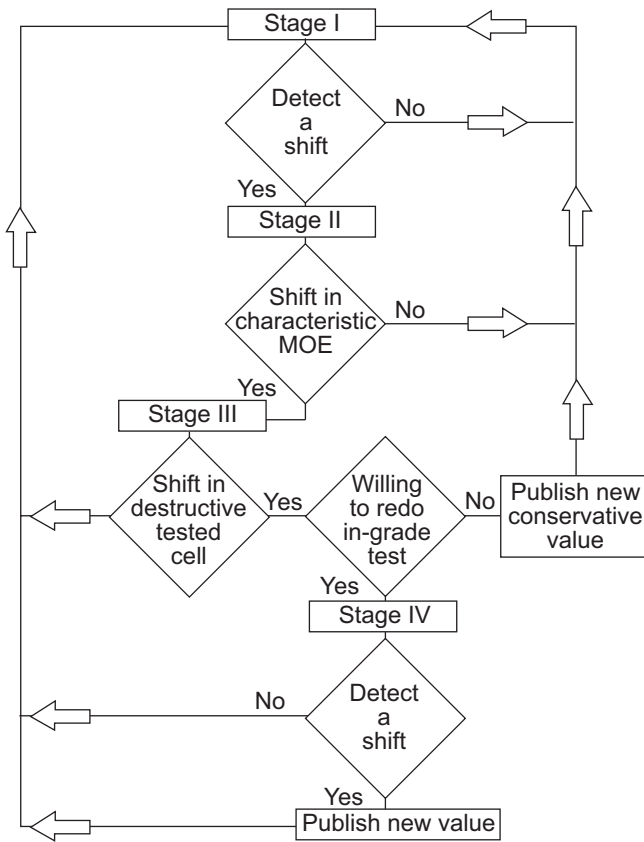 Stage I
Detect
a
shift
No
Yes
Stage II
Shift in
characteristic
MOE
No
Yes
Stage III
Shift in
destructive
tested
cell
Yes
Willing
to redo
in-grade
test
No
Publish new
conservative
value
Yes
Stage IV
Detect
a
shift
No
Yes
Publish new value